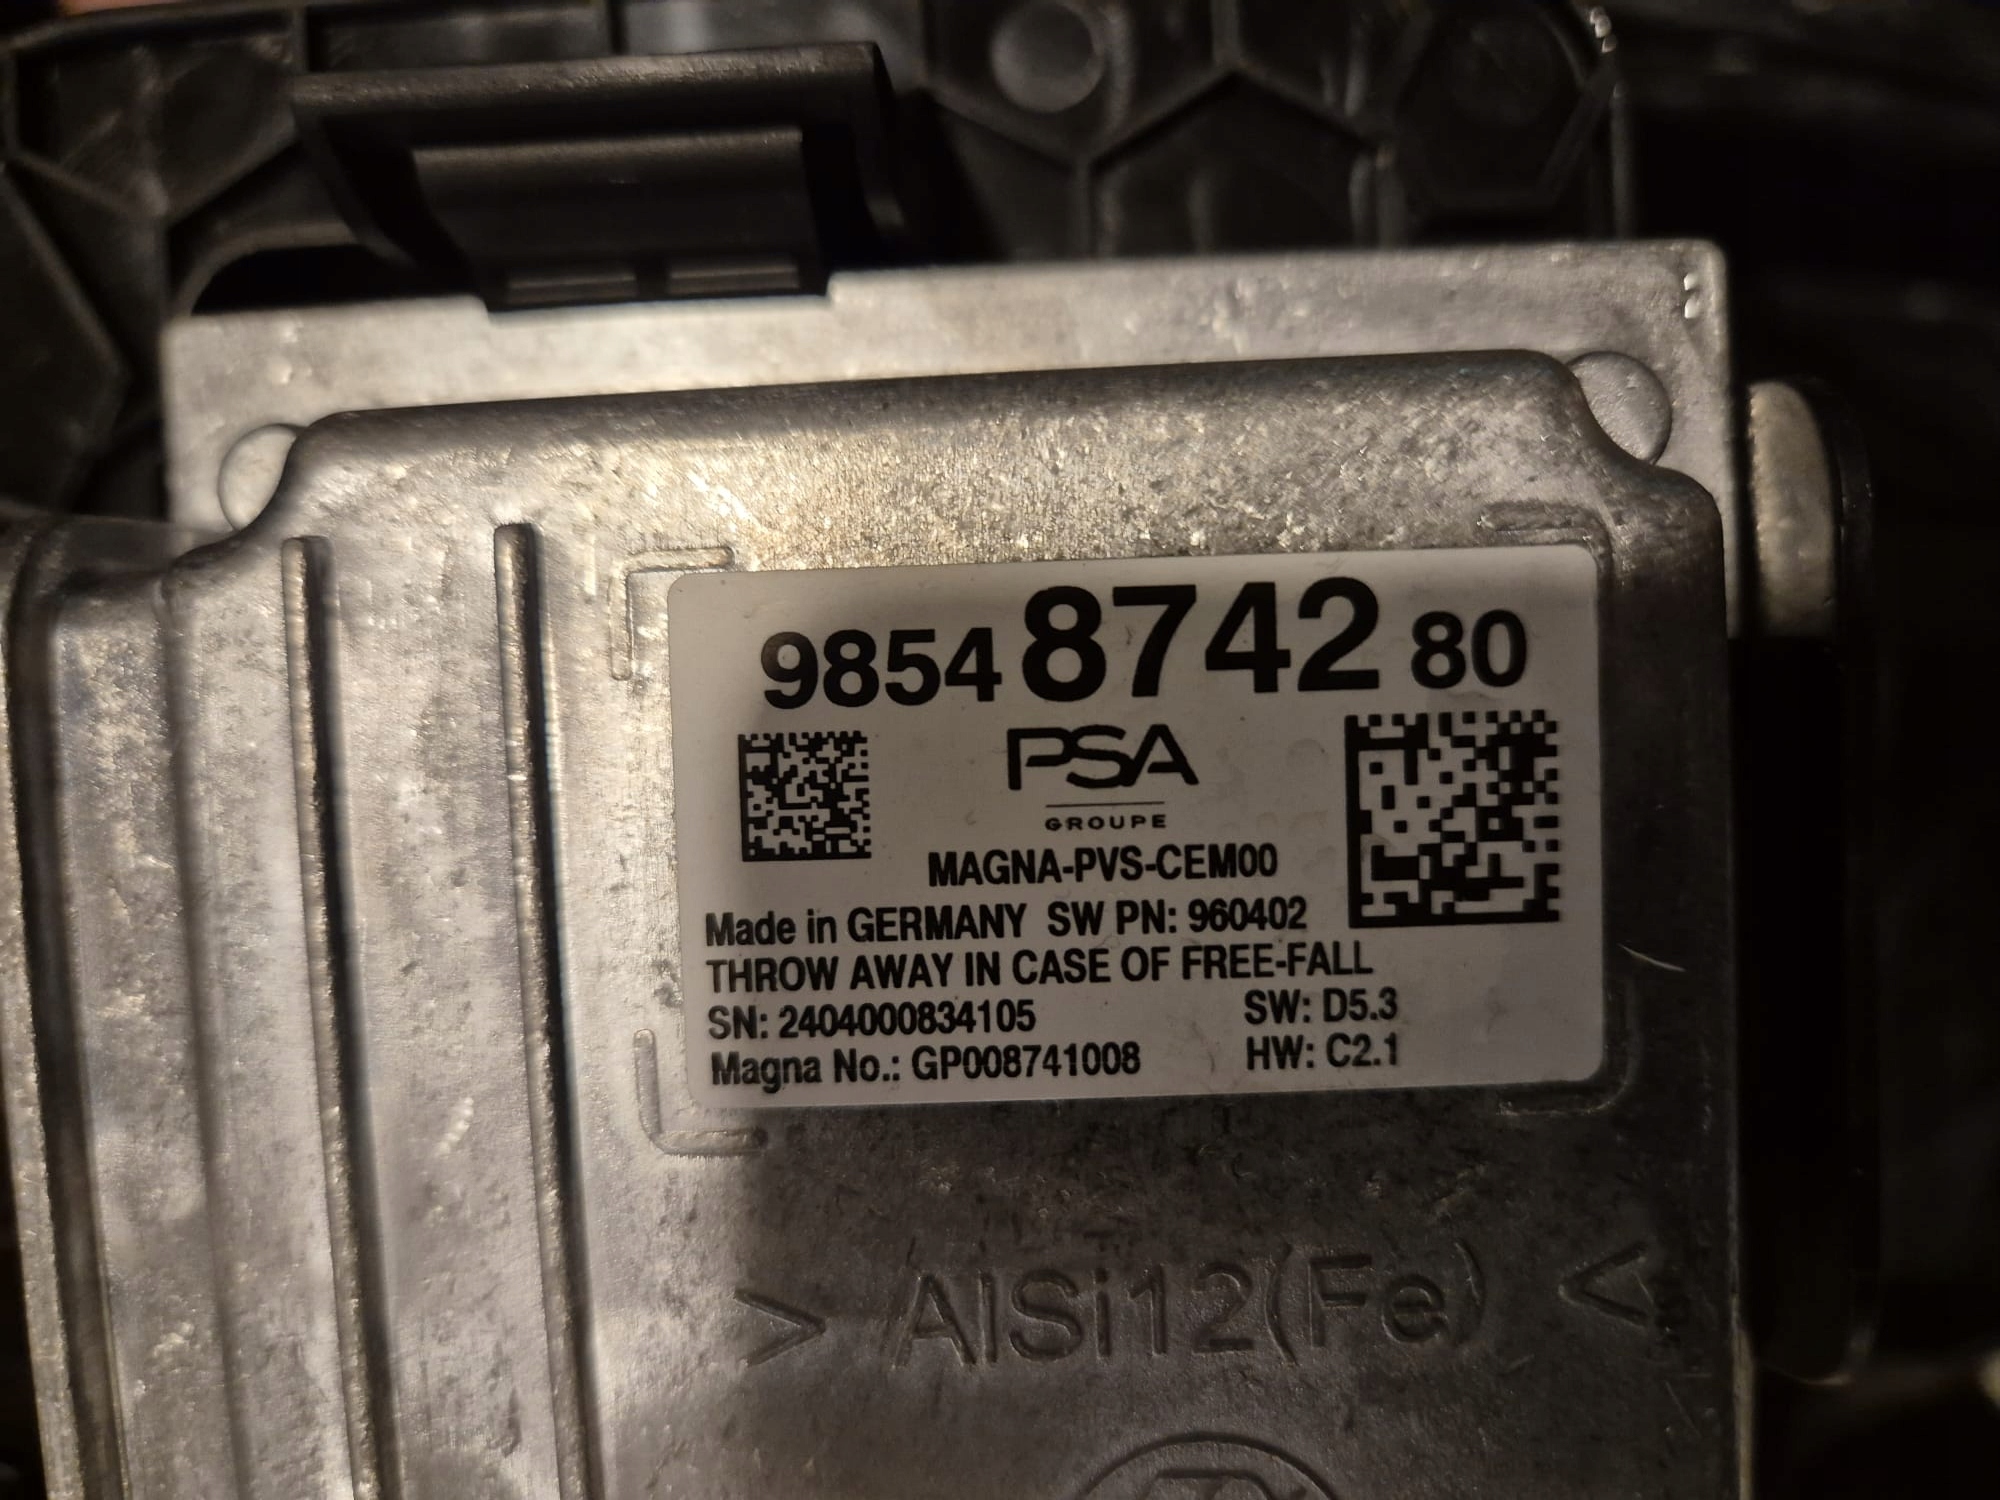 9854 8742 80
PSA
GROUPE
MAGNA-PVS-CEM00
Made in GERMANY SW PN: 960402
THROW AWAY IN CASE OF FREE-FALL
SN: 2404000834105 SW: D5.3
Magna No.: GP008741008 HW: C2.1
> AlSi12(Fe) <